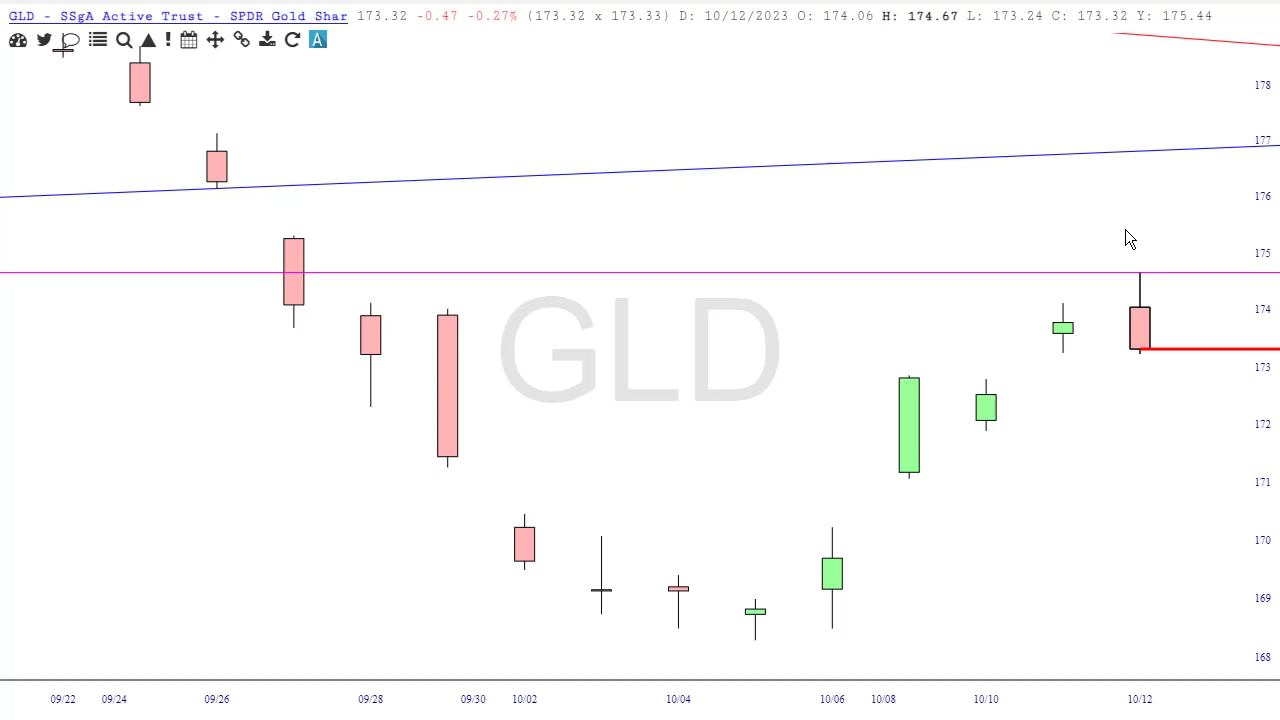 GLD - SSgA Active Trust - SPDR Gold Shar 173.32 -0.47 -0.27% (173.32 x 173.33) D: 10/12/2023 O: 174.06 H: 174.67 L: 173.24 C: 173.32 Y: 175.44
A
178
177
176
175
174
GLD
173
172
171
170
169
168
09/22 09/24 09/26 09/28 09/30 10/02 10/04 10/06 10/08 10/10 10/12